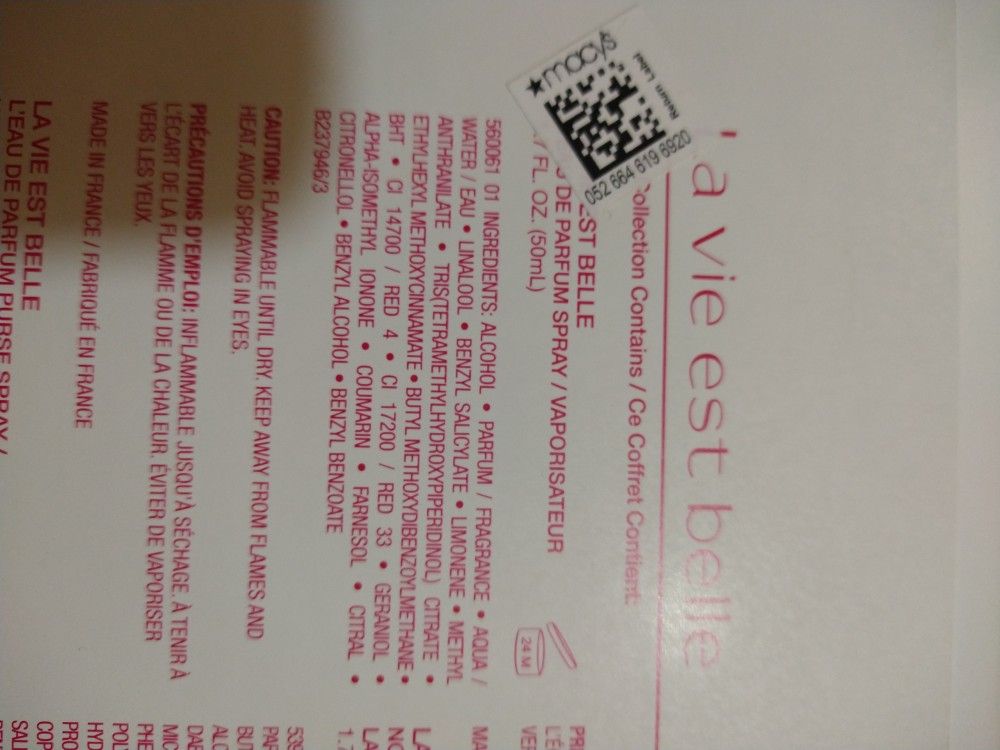 la vie est belle
★macy's
Return Label
052 664 619 6920
Collection Contains / Ce Coffret Contient:
EST BELLE
DE PARFUM SPRAY / VAPORISATEUR
FL. OZ. (50mL)
24 M
560061 01 INGREDIENTS: ALCOHOL • PARFUM / FRAGRANCE • AQUA /
WATER / EAU • LINALOOL • BENZYL SALICYLATE • LIMONENE • METHYL
ANTHRANILATE • TRIS(TETRAMETHYLHYDROXYPIPERIDINOL) CITRATE •
ETHYLHEXYL METHOXYCINNAMATE • BUTYL METHOXYDIBENZOYLMETHANE •
BHT • CI 14700 / RED 4 • CI 17200 / RED 33 • GERANIOL •
ALPHA-ISOMETHYL IONONE • COUMARIN • FARNESOL • CITRAL •
CITRONELLOL • BENZYL ALCOHOL • BENZYL BENZOATE
B237946/3
CAUTION: FLAMMABLE UNTIL DRY. KEEP AWAY FROM FLAMES AND
HEAT. AVOID SPRAYING IN EYES.
PRÉCAUTIONS D'EMPLOI: INFLAMMABLE JUSQU'À SÉCHAGE. À TENIR À
L'ÉCART DE LA FLAMME OU DE LA CHALEUR. ÉVITER DE VAPORISER
VERS LES YEUX.
MADE IN FRANCE / FABRIQUÉ EN FRANCE
LA VIE EST BELLE
L'EAU DE PARFUM PURSE SPRAY /